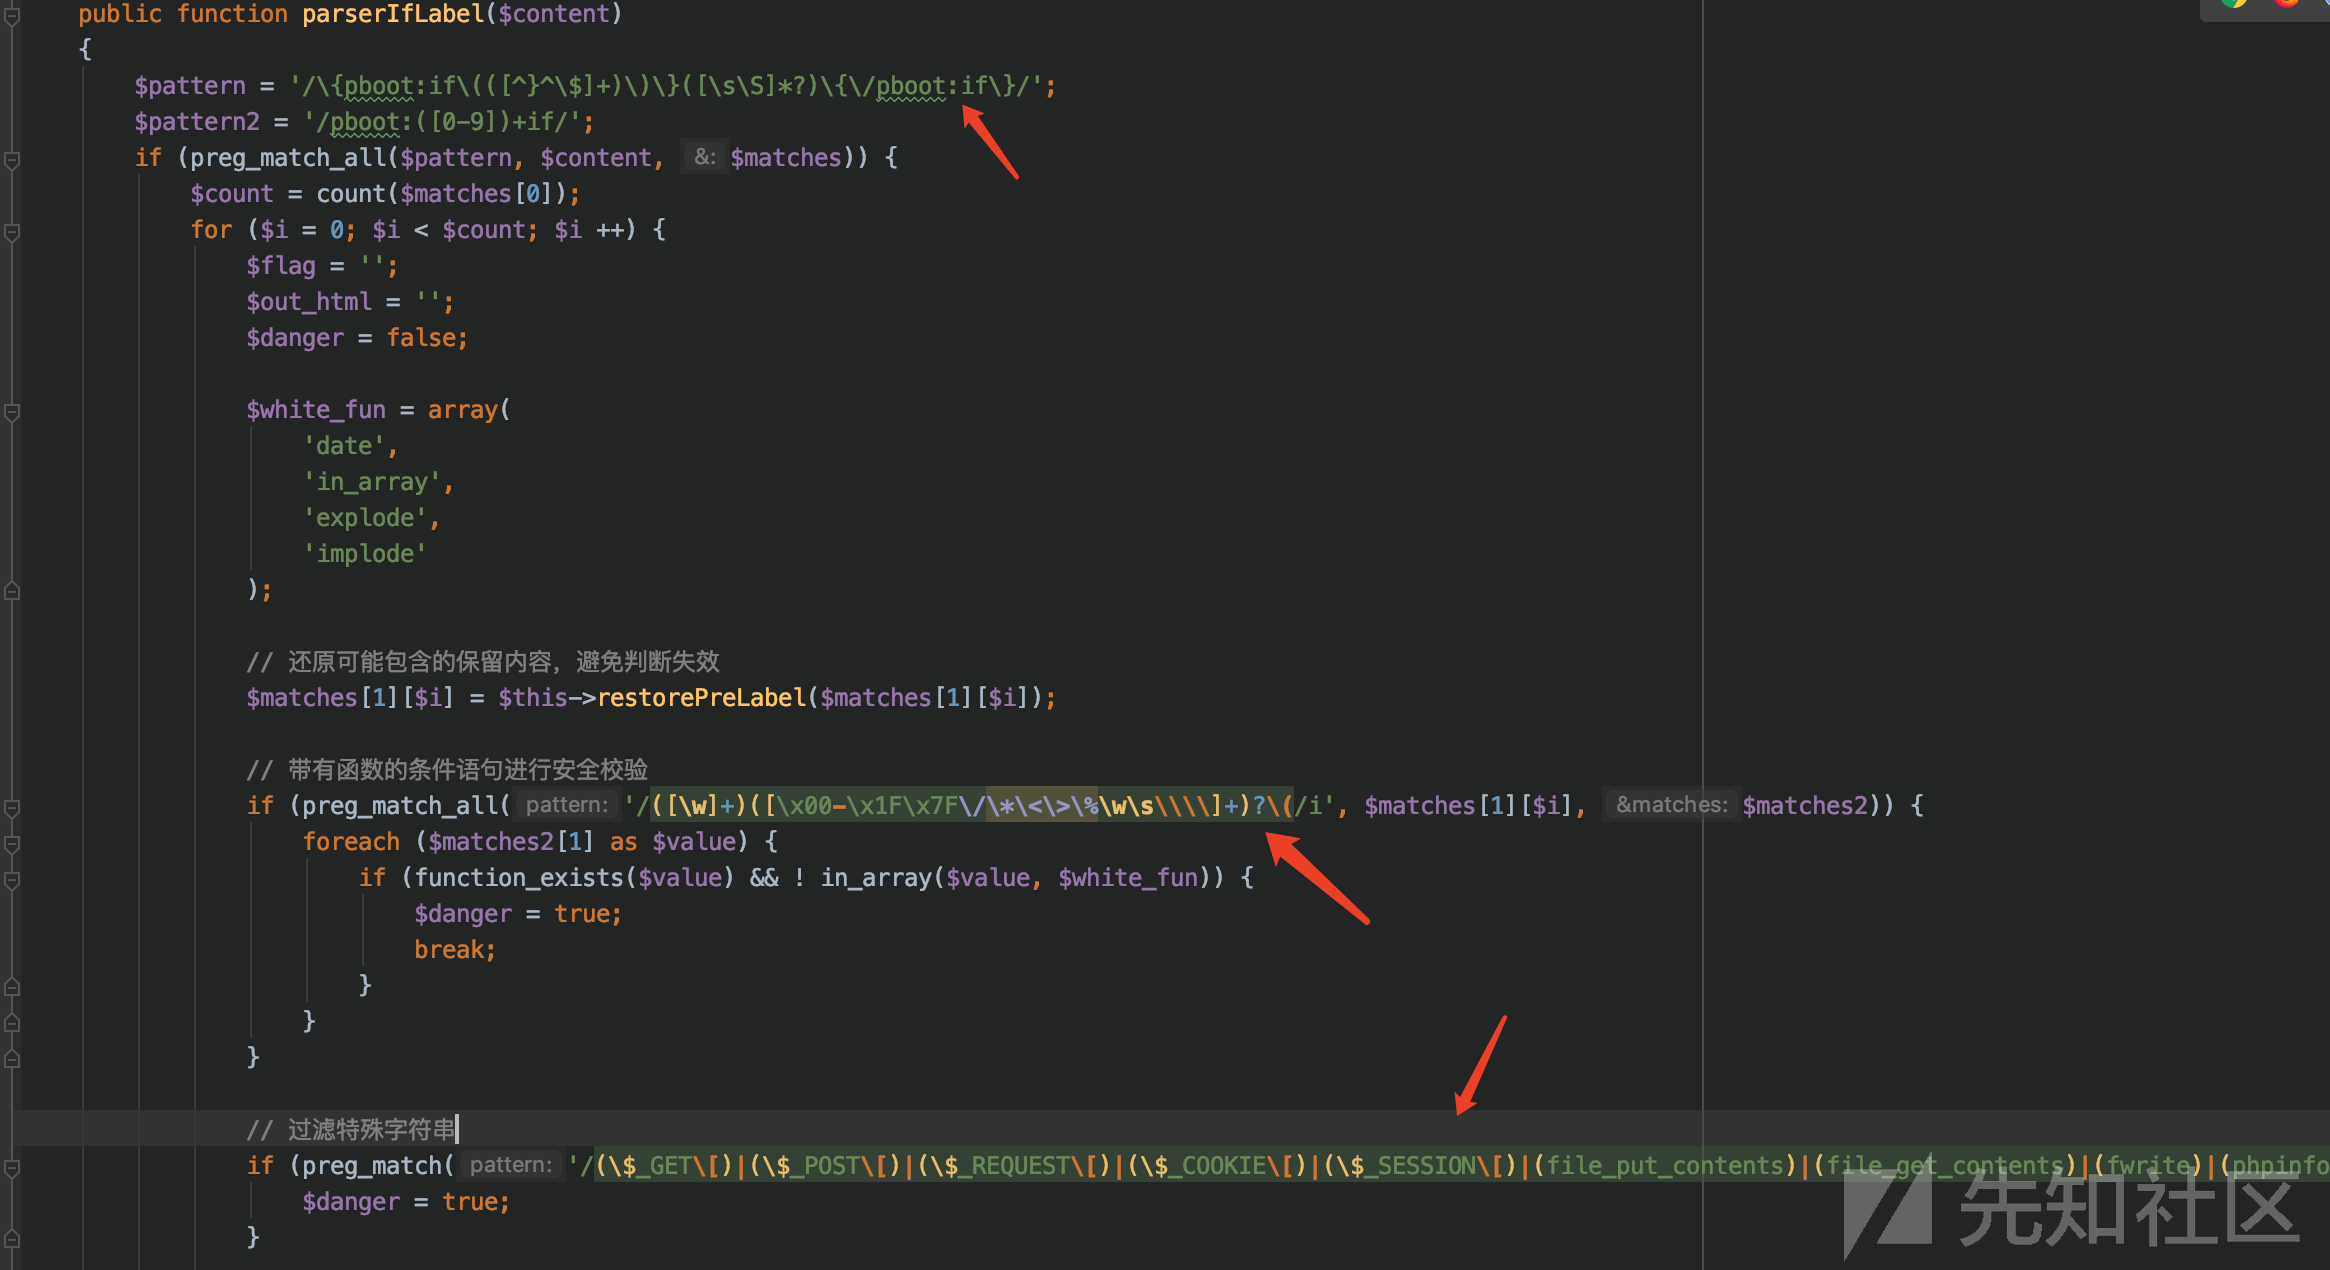 public function parserIfLabel($content)
{
$pattern = '/\{pboot:if\(([^}^\$]+)\)\}([\s\S]*?)\{\/pboot:if\}/';
$pattern2 = '/pboot:([0-9])+if/';
if (preg_match_all($pattern, $content, &: $matches)) {
$count = count($matches[0]);
for ($i = 0; $i < $count; $i ++) {
$flag = '';
$out_html = '';
$danger = false;
$white_fun = array(
'date',
'in_array',
'explode',
'implode'
);
// 还原可能包含的保留内容，避免判断失效
$matches[1][$i] = $this->restorePreLabel($matches[1][$i]);
// 带有函数的条件语句进行安全校验
if (preg_match_all( pattern: '/([\w]+)([\x00-\x1F\x7F\/\*\<\>\%\w\s\\\\]+)?\(/i', $matches[1][$i], &matches: $matches2)) {
foreach ($matches2[1] as $value) {
if (function_exists($value) && ! in_array($value, $white_fun)) {
$danger = true;
break;
}
}
}
// 过滤特殊字符串
if (preg_match( pattern: '/(\$_GET\[)|(\$_POST\[)|(\$_REQUEST\[)|(\$_COOKIE\[)|(\$_SESSION\[)|(file_put_contents)|(file_get_contents)|(fwrite)|(phpinfo
$danger = true;
}
先知社区